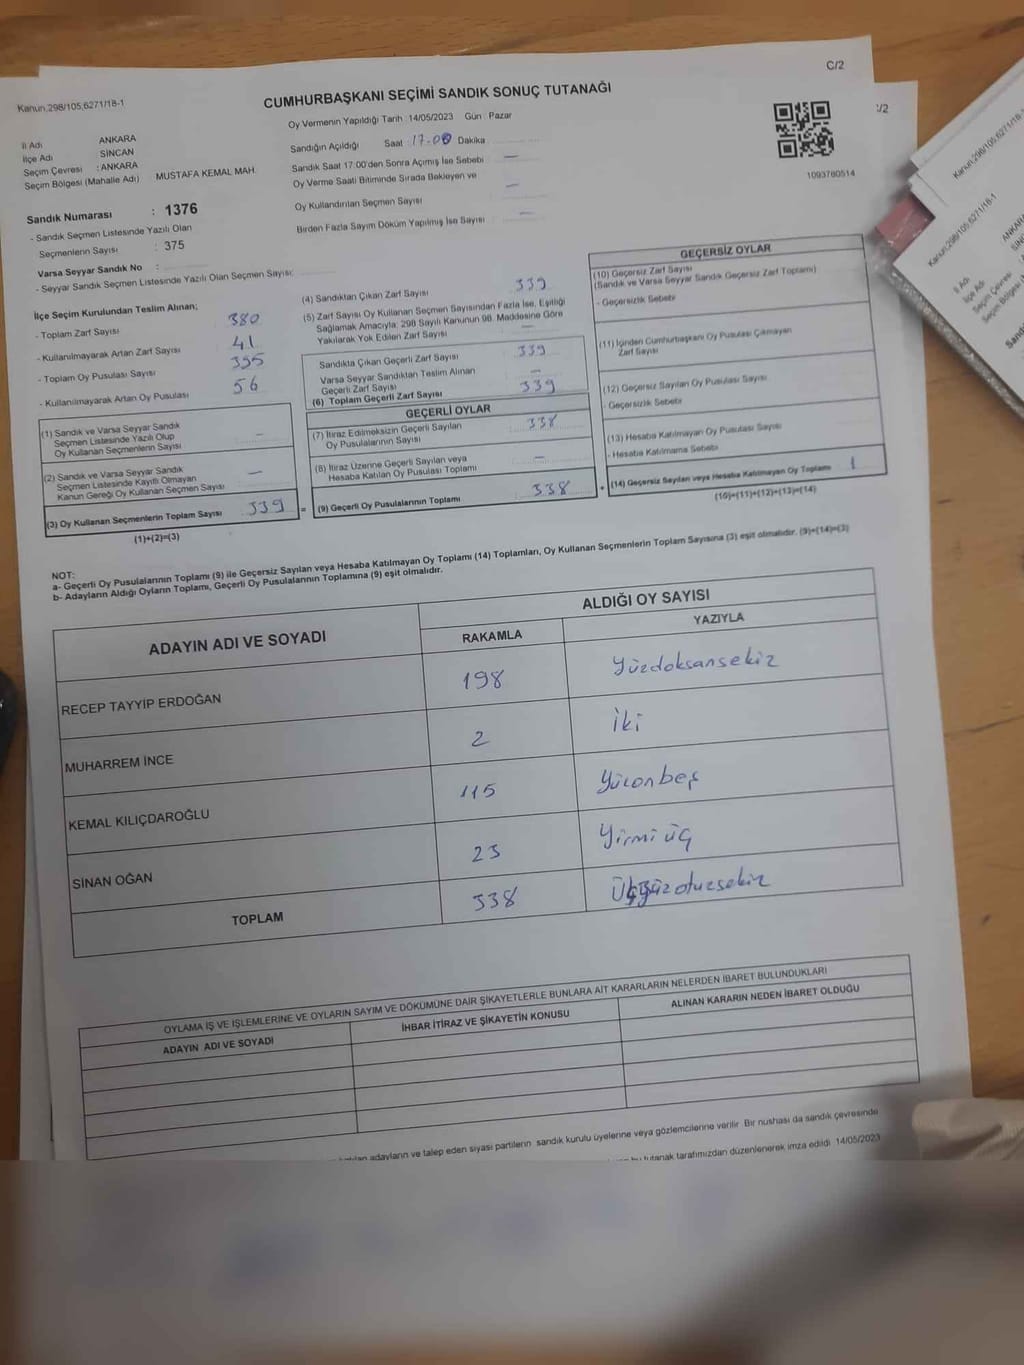 C/2
Kanun;298/105;6271/18-1
CUMHURBAŞKANI SEÇİMİ SANDIK SONUÇ TUTANAĞI
İl Adı ANKARA
İlçe Adı SİNCAN
Seçim Çevresi : ANKARA
Seçim Bölgesi (Mahalle Adı) MUSTAFA KEMAL MAH.
Oy Vermenin Yapıldığı Tarih : 14/05/2023 Gün : Pazar
Sandığın Açıldığı Saat 17.00 Dakika
Sandık Saat 17:00'den Sonra Açımış İse Sebebi —
Oy Verme Saati Bitiminde Sırada Bekleyen ve
Oy Kullandırılan Seçmen Sayısı —
Birden Fazla Sayım Döküm Yapılmış İse Sayısı —
1093760514
Sandık Numarası : 1376
- Sandık Seçmen Listesinde Yazılı Olan
Seçmenlerin Sayısı : 375
Varsa Seyyar Sandık No :
- Seyyar Sandık Seçmen Listesinde Yazılı Olan Seçmen Sayısı:
İlçe Seçim Kurulundan Teslim Alınan;
- Toplam Zarf Sayısı 380
- Kullanılmayarak Artan Zarf Sayısı 41
- Toplam Oy Pusulası Sayısı 395
- Kullanılmayarak Artan Oy Pusulası 56
(1) Sandık ve Varsa Seyyar Sandık
Seçmen Listesinde Yazılı Olup
Oy Kullanan Seçmenlerin Sayısı —
(2) Sandık ve Varsa Seyyar Sandık
Seçmen Listesinde Kayıtlı Olmayan
Kanun Gereği Oy Kullanan Seçmen Sayısı —
(3) Oy Kullanan Seçmenlerin Toplam Sayısı 339 =
(1)+(2)=(3)
(4) Sandıktan Çıkan Zarf Sayısı 339
(5) Zarf Sayısı Oy Kullanan Seçmen Sayısından Fazla İse, Eşitliği
Sağlamak Amacıyla; 298 Sayılı Kanunun 98. Maddesine Göre
Yakılarak Yok Edilen Zarf Sayısı —
Sandıkta Çıkan Geçerli Zarf Sayısı 339
Varsa Seyyar Sandıktan Teslim Alınan
Geçerli Zarf Sayısı —
(6) Toplam Geçerli Zarf Sayısı 339
GEÇERLİ OYLAR
(7) İtiraz Edilmeksizin Geçerli Sayılan
Oy Pusulalarının Sayısı 338
(8) İtiraz Üzerine Geçerli Sayılan veya
Hesaba Katılan Oy Pusulası Toplamı —
(9) Geçerli Oy Pusulalarının Toplamı 338 +
GEÇERSİZ OYLAR
(10) Geçersiz Zarf Sayısı
(Sandık ve Varsa Seyyar Sandık Geçersiz Zarf Toplamı)
- Geçersizlik Sebebi
(11) İçinden Cumhurbaşkanı Oy Pusulası Çıkmayan
Zarf Sayısı
(12) Geçersiz Sayılan Oy Pusulası Sayısı
- Geçersizlik Sebebi
(13) Hesaba Katılmayan Oy Pusulası Sayısı
- Hesaba Katılmama Sebebi
(14) Geçersiz Sayılan veya Hesaba Katılmayan Oy Toplamı 1
(10)+(11)+(12)+(13)=(14)
NOT:
a- Geçerli Oy Pusulalarının Toplamı (9) ile Geçersiz Sayılan veya Hesaba Katılmayan Oy Toplamı (14) Toplamları, Oy Kullanan Seçmenlerin Toplam Sayısına (3) eşit olmalıdır. (9)+(14)=(3)
b- Adayların Aldığı Oyların Toplamı, Geçerli Oy Pusulalarının Toplamına (9) eşit olmalıdır.
ADAYIN ADI VE SOYADI
ALDIĞI OY SAYISI
RAKAMLA YAZIYLA
RECEP TAYYİP ERDOĞAN 198 Yüzdoksansekiz
MUHARREM İNCE 2 İki
KEMAL KILIÇDAROĞLU 115 Yüzonbeş
SİNAN OĞAN 23 Yirmi üç
TOPLAM 338 Üçyüzotuzsekiz
OYLAMA İŞ VE İŞLEMLERİNE VE OYLARIN SAYIM VE DÖKÜMÜNE DAİR ŞİKAYETLERLE BUNLARA AİT KARARLARIN NELERDEN İBARET BULUNDUKLARI
ADAYIN ADI VE SOYADI İHBAR İTİRAZ VE ŞİKAYETİN KONUSU ALINAN KARARIN NEDEN İBARET OLDUĞU
adayların ve talep eden siyasi partilerin sandık kurulu üyelerine veya gözlemcilerine verilir. Bir nüshası da sandık çevresinde
bu tutanak tarafımızdan düzenlenerek imza edildi. 14/05/2023
/2
Kanun;298/105;6271/18-1
Kanun;298/105;6271/18-1
İl Adı ANKARA
İlçe Adı
Seçim Çevresi